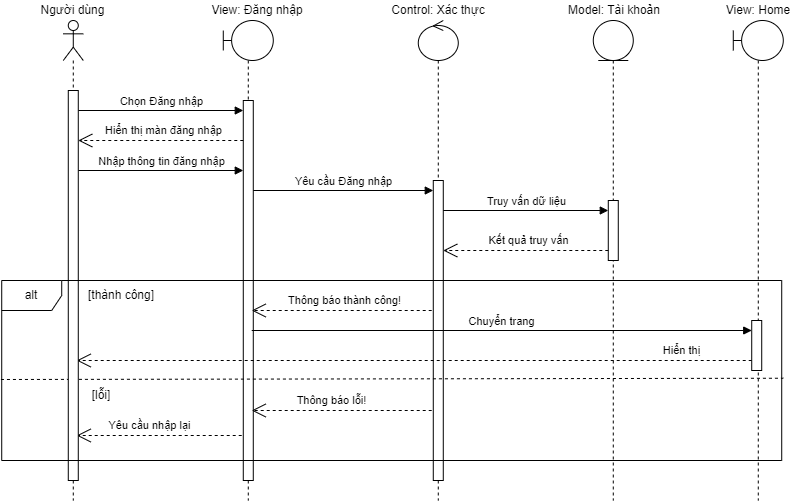 Người dùng
View: Đăng nhập
Control: Xác thực
Model: Tài khoản
View: Home
Chọn Đăng nhập
Hiển thị màn đăng nhập
Nhập thông tin đăng nhập
Yêu cầu Đăng nhập
Truy vấn dữ liệu
Kết quả truy vấn
alt
[thành công]
Thông báo thành công!
Chuyển trang
Hiển thị
[lỗi]
Thông báo lỗi!
Yêu cầu nhập lại